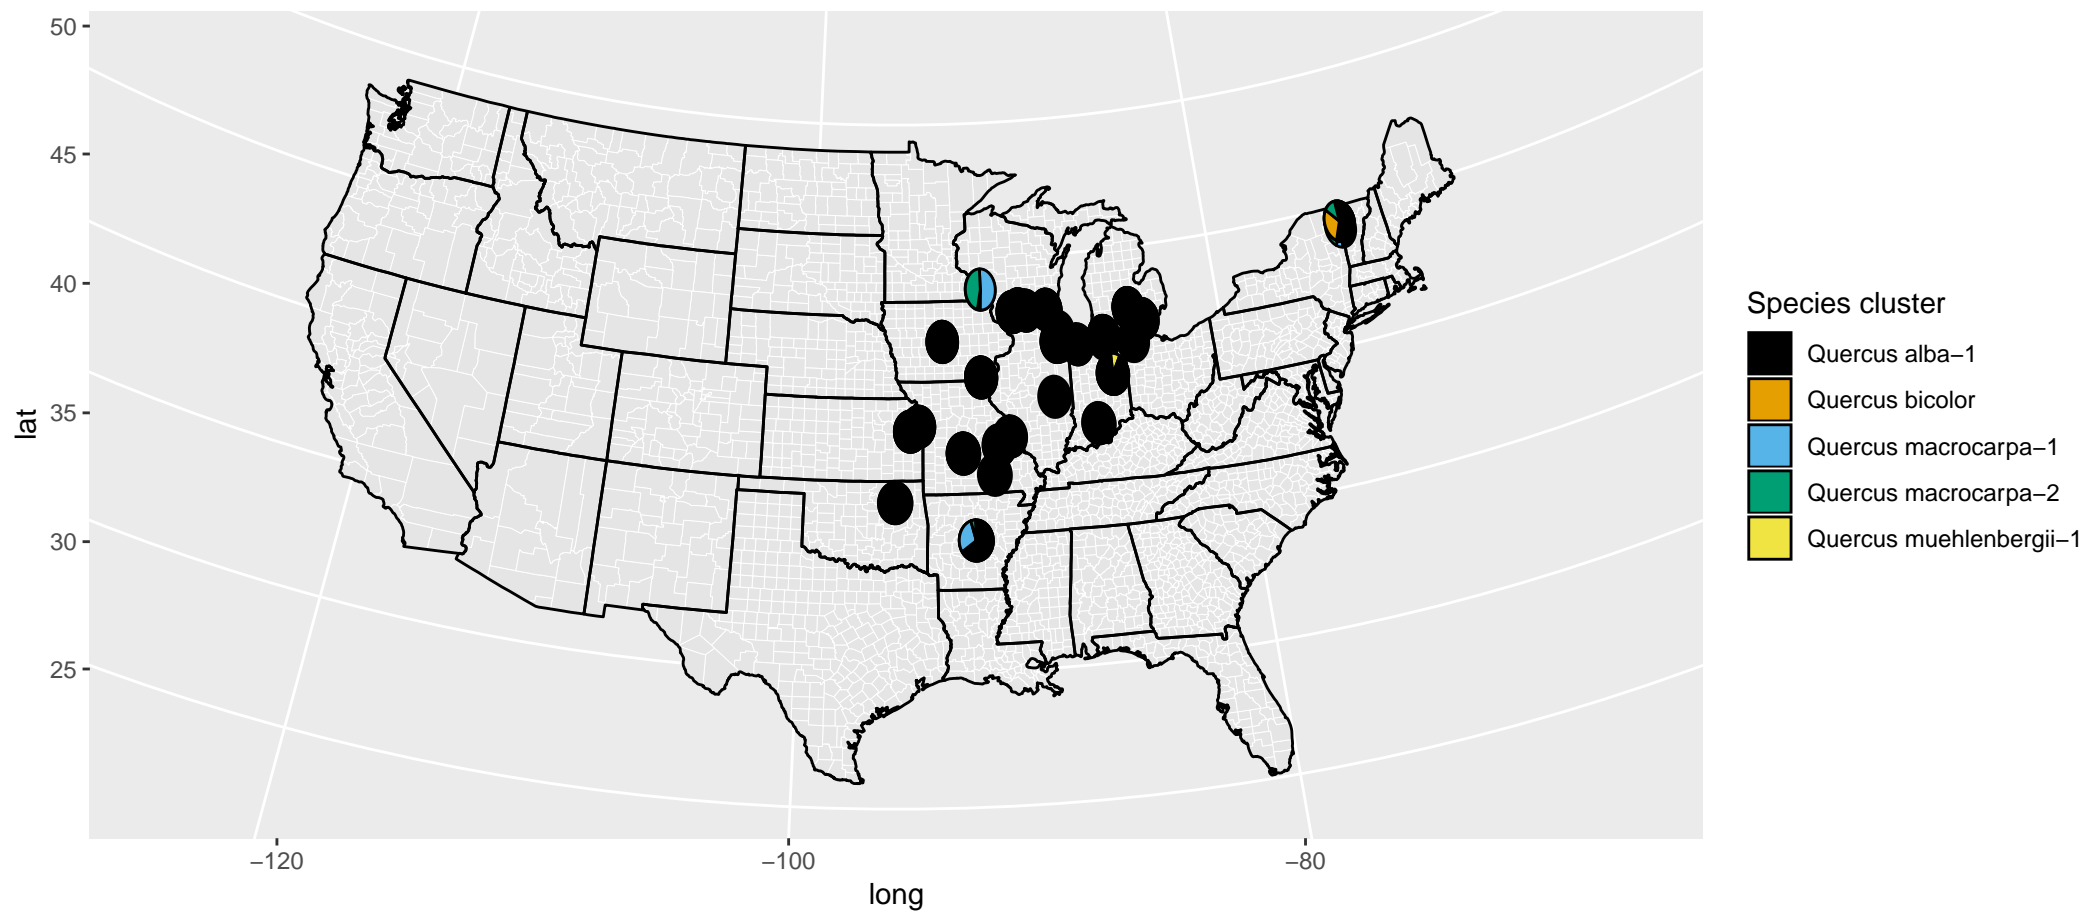 50
45
40
35
30
25
lat
−120
−100
−80
long
Species cluster
Quercus alba−1
Quercus bicolor
Quercus macrocarpa−1
Quercus macrocarpa−2
Quercus muehlenbergii−1